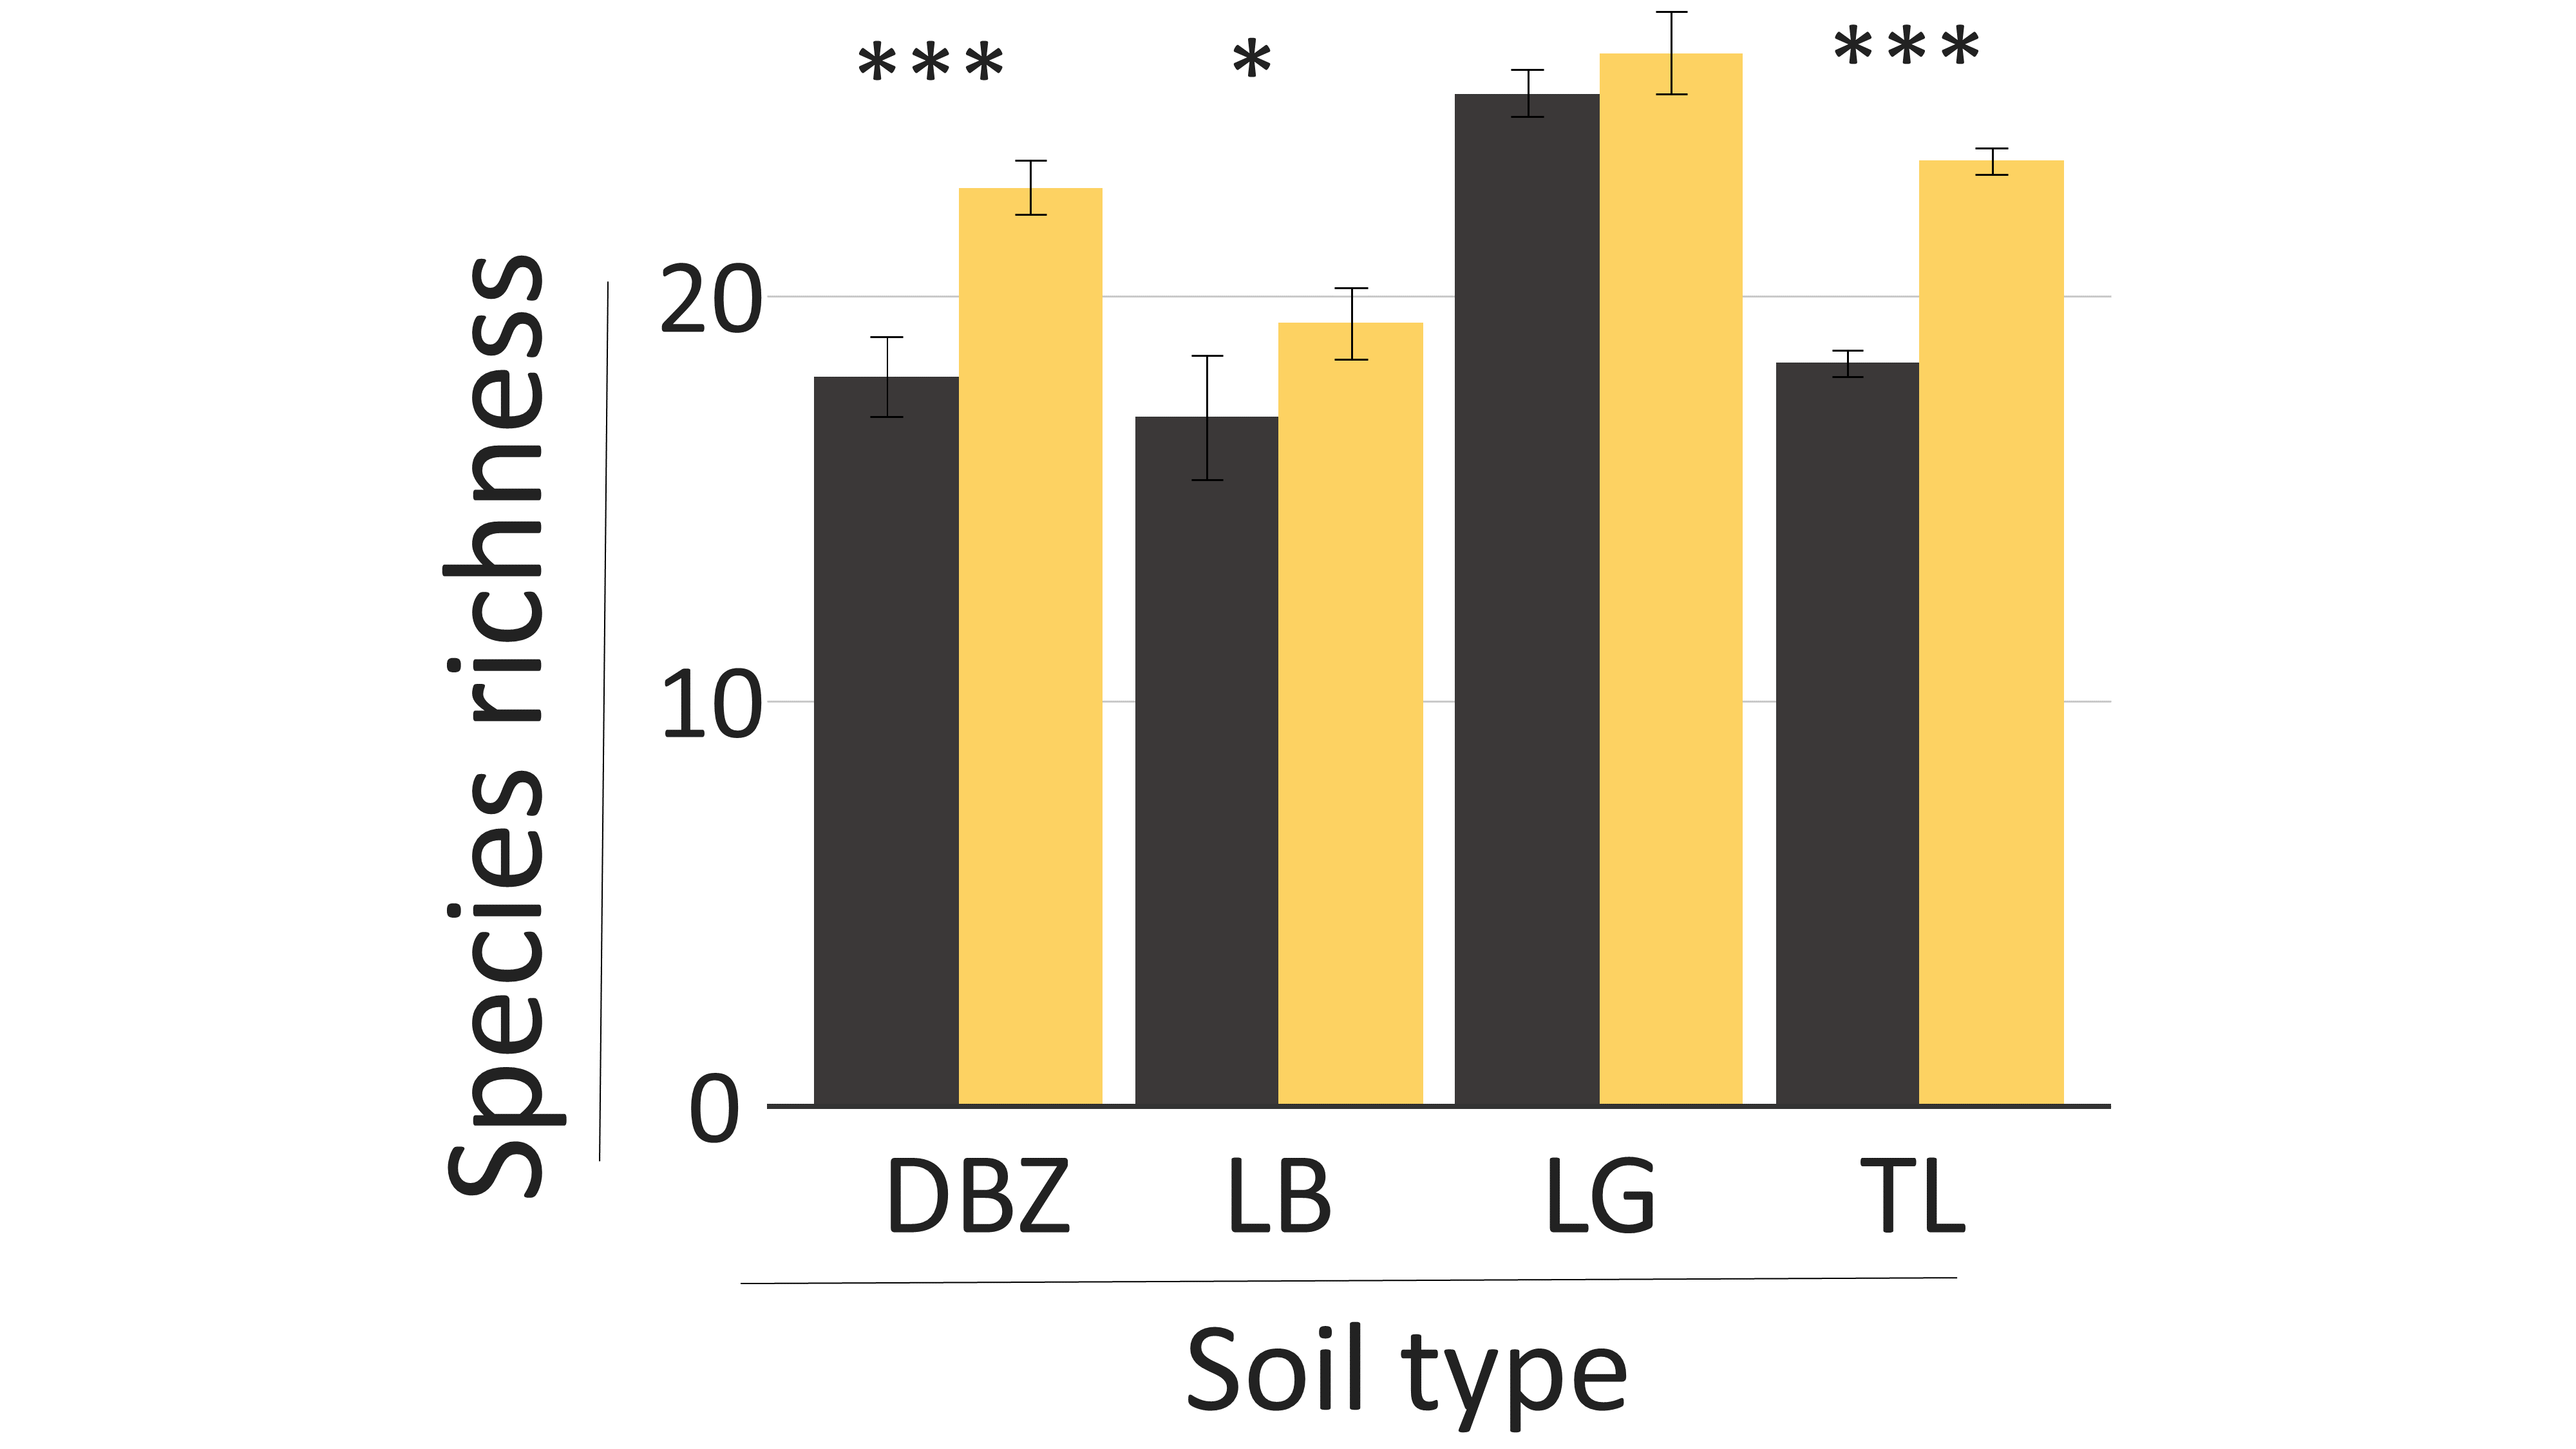 *** * ***
Species richness
20
10
0
DBZ LB LG TL
Soil type